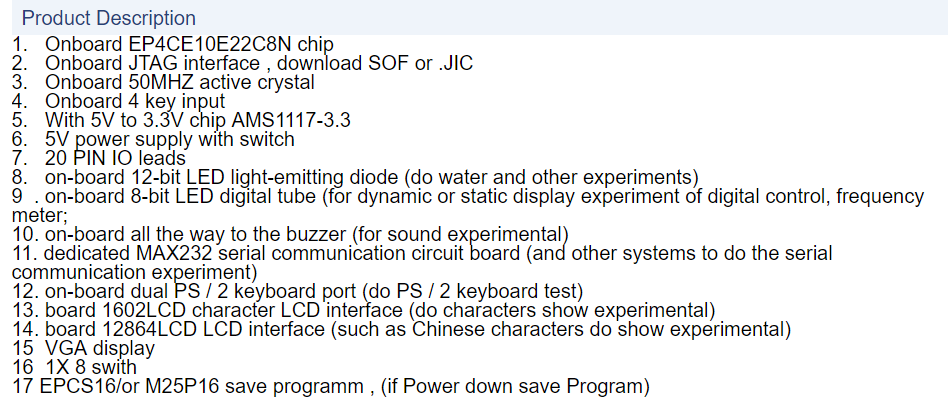 Product Description
1. Onboard EP4CE10E22C8N chip
2. Onboard JTAG interface , download SOF or .JIC
3. Onboard 50MHZ active crystal
4. Onboard 4 key input
5. With 5V to 3.3V chip AMS1117-3.3
6. 5V power supply with switch
7. 20 PIN IO leads
8. on-board 12-bit LED light-emitting diode (do water and other experiments)
9 . on-board 8-bit LED digital tube (for dynamic or static display experiment of digital control, frequency
meter;
10. on-board all the way to the buzzer (for sound experimental)
11. dedicated MAX232 serial communication circuit board (and other systems to do the serial
communication experiment)
12. on-board dual PS / 2 keyboard port (do PS / 2 keyboard test)
13. board 1602LCD character LCD interface (do characters show experimental)
14. board 12864LCD LCD interface (such as Chinese characters do show experimental)
15 VGA display
16 1X 8 swith
17 EPCS16/or M25P16 save programm , (if Power down save Program)